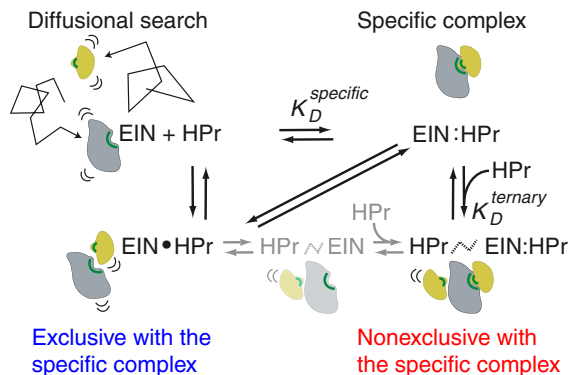 Diffusional search
Specific complex
K_D^specific
EIN + HPr
EIN:HPr
HPr
K_D^ternary
HPr
EIN•HPr
HPr
EIN
HPr
EIN:HPr
Exclusive with the
specific complex
Nonexclusive with
the specific complex